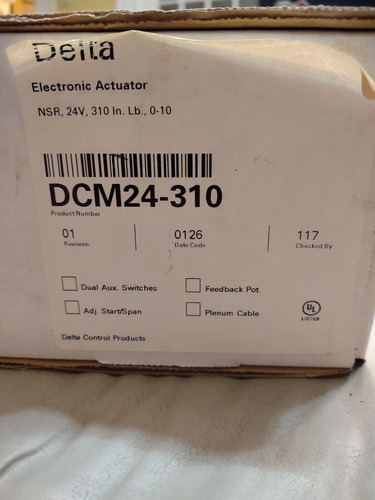 Delta
Electronic Actuator
NSR, 24V, 310 In. Lb., 0-10
DCM24-310
Product Number
01
Revision
0126
Date Code
117
Checked By
Dual Aux. Switches
Feedback Pot.
Adj. Start/Span
Plenum Cable
UL
LISTED
Delta Control Products